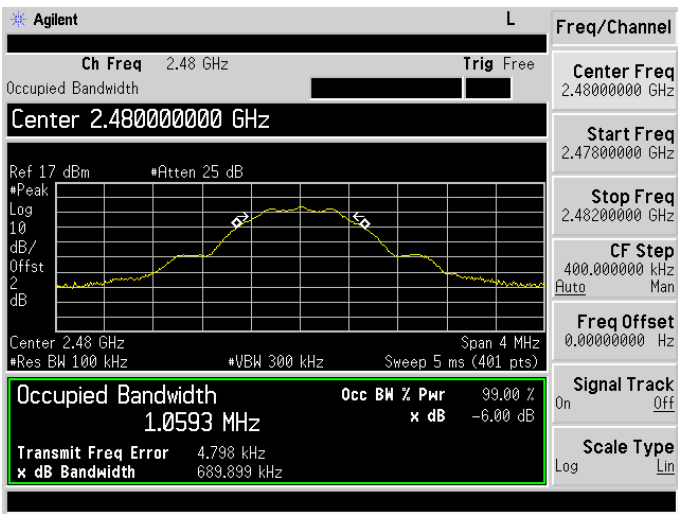 Agilent L
Ch Freq 2.48 GHz Trig Free
Occupied Bandwidth
Center 2.480000000 GHz
Ref 17 dBm #Atten 25 dB
#Peak
Log
10
dB/
Offst
2
dB
Center 2.48 GHz Span 4 MHz
#Res BW 100 kHz #VBW 300 kHz Sweep 5 ms (401 pts)
Occupied Bandwidth
1.0593 MHz
Occ BW % Pwr 99.00 %
x dB -6.00 dB
Transmit Freq Error 4.798 kHz
x dB Bandwidth 689.899 kHz
Freq/Channel
Center Freq
2.48000000 GHz
Start Freq
2.47800000 GHz
Stop Freq
2.48200000 GHz
CF Step
400.000000 kHz
Auto Man
Freq Offset
0.00000000 Hz
Signal Track
On Off
Scale Type
Log Lin